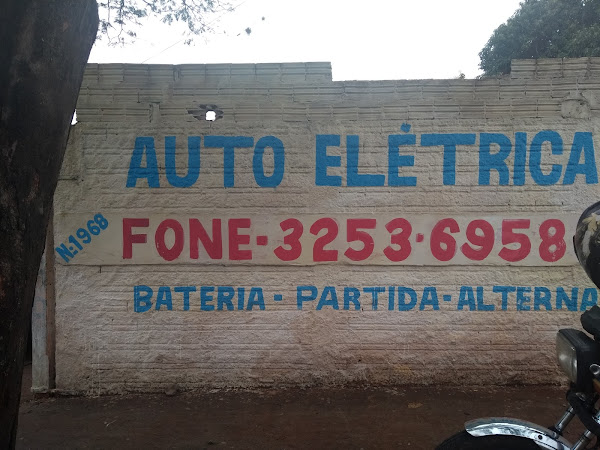 AUTO ELÉTRICA
N:1968
FONE-3253-6958
BATERIA - PARTIDA - ALTERNA